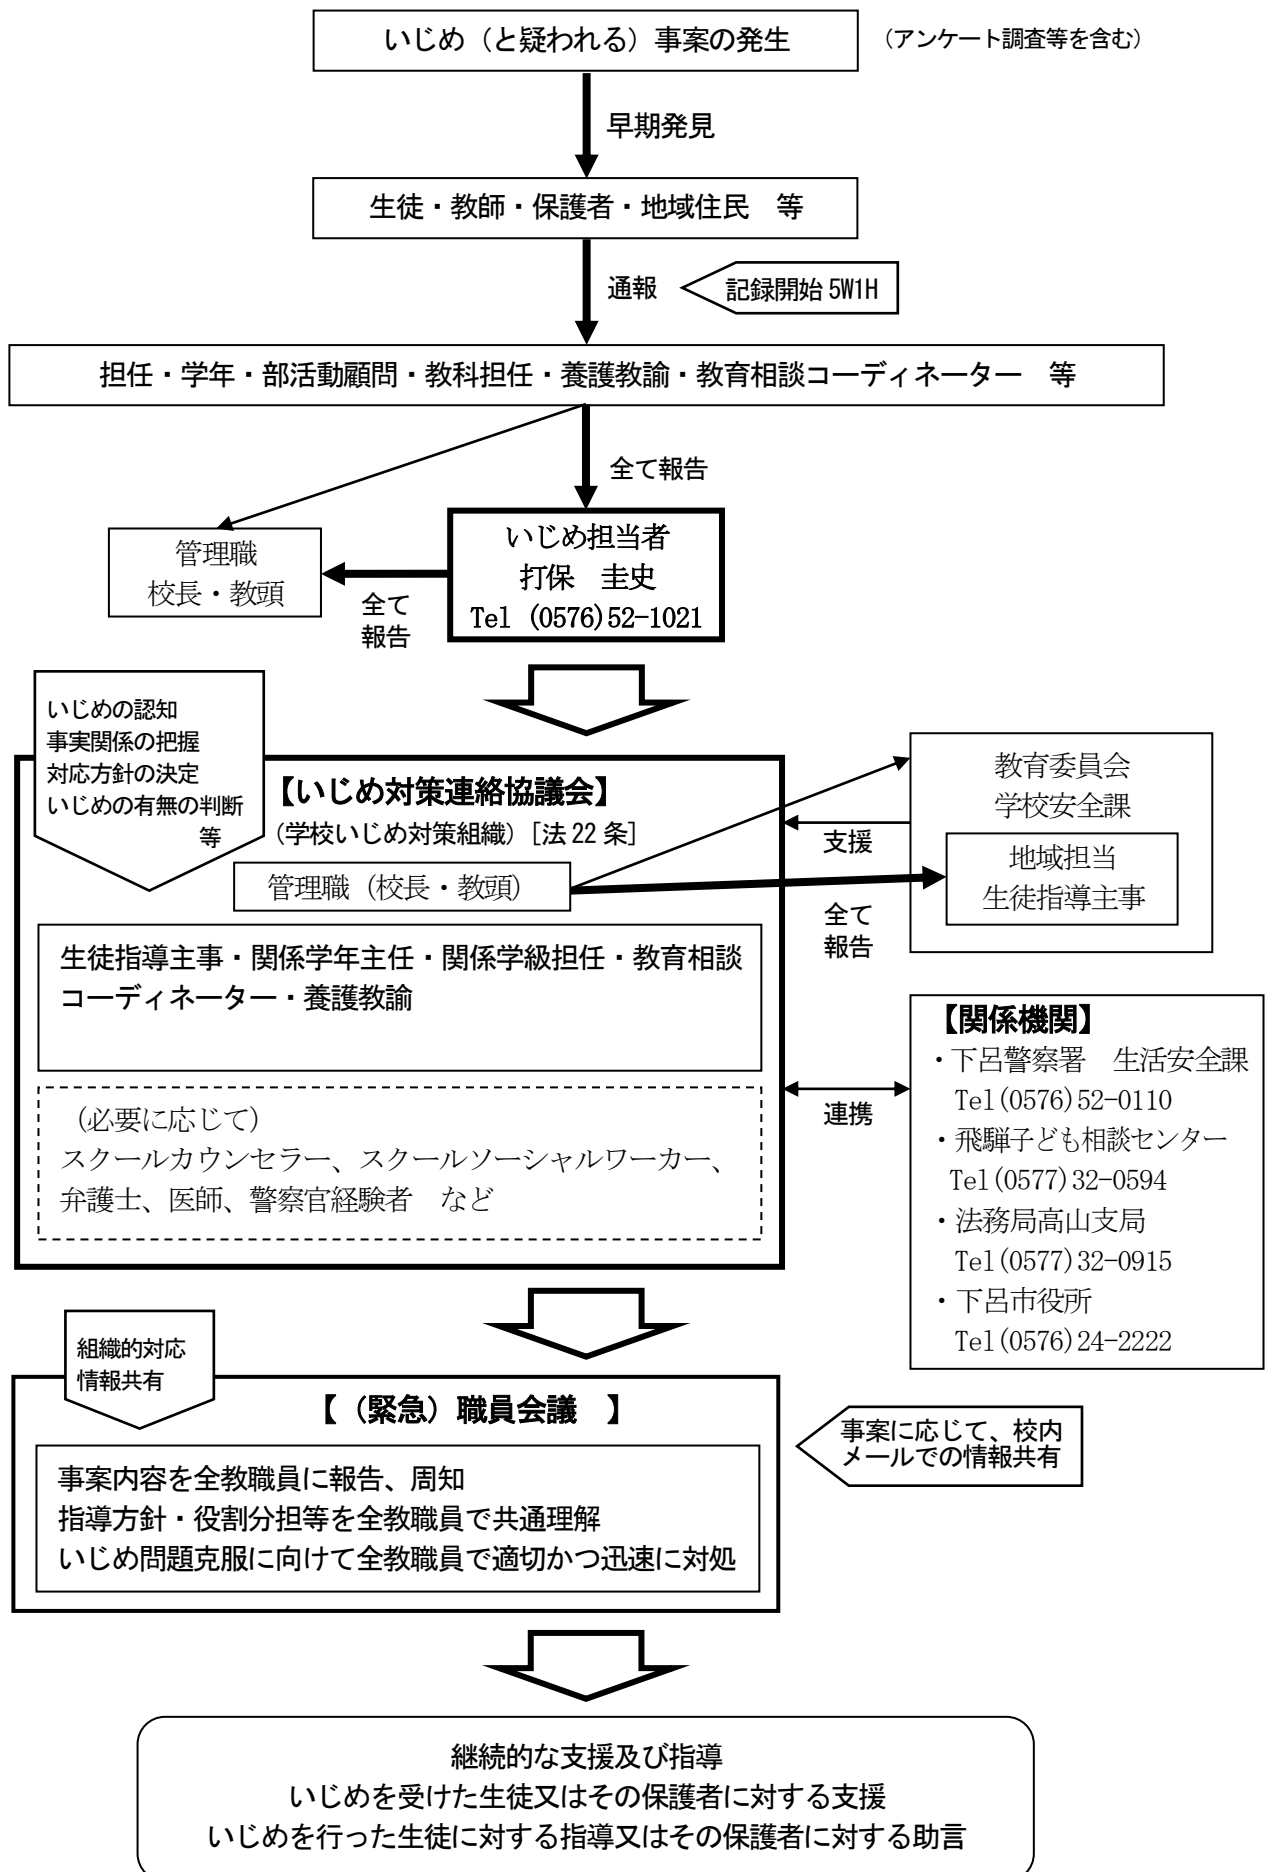 いじめ（と疑われる）事案の発生
（アンケート調査等を含む）
早期発見
生徒・教師・保護者・地域住民　等
通報
記録開始 5W1H
担任・学年・部活動顧問・教科担任・養護教諭・教育相談コーディネーター　等
全て報告
いじめ担当者
打保　圭史
Tel (0576)52-1021
管理職
校長・教頭
全て
報告
いじめの認知
事実関係の把握
対応方針の決定
いじめの有無の判断
等
【いじめ対策連絡協議会】
（学校いじめ対策組織）［法 22 条］
管理職（校長・教頭）
生徒指導主事・関係学年主任・関係学級担任・教育相談
コーディネーター・養護教諭
（必要に応じて）
スクールカウンセラー、スクールソーシャルワーカー、
弁護士、医師、警察官経験者　など
教育委員会
学校安全課
地域担当
生徒指導主事
支援
全て
報告
連携
【関係機関】
・下呂警察署　生活安全課
Tel(0576)52-0110
・飛騨子ども相談センター
Tel(0577)32-0594
・法務局高山支局
Tel(0577)32-0915
・下呂市役所
Tel(0576)24-2222
組織的対応
情報共有
【（緊急）職員会議　】
事案内容を全教職員に報告、周知
指導方針・役割分担等を全教職員で共通理解
いじめ問題克服に向けて全教職員で適切かつ迅速に対処
事案に応じて、校内
メールでの情報共有
継続的な支援及び指導
いじめを受けた生徒又はその保護者に対する支援
いじめを行った生徒に対する指導又はその保護者に対する助言